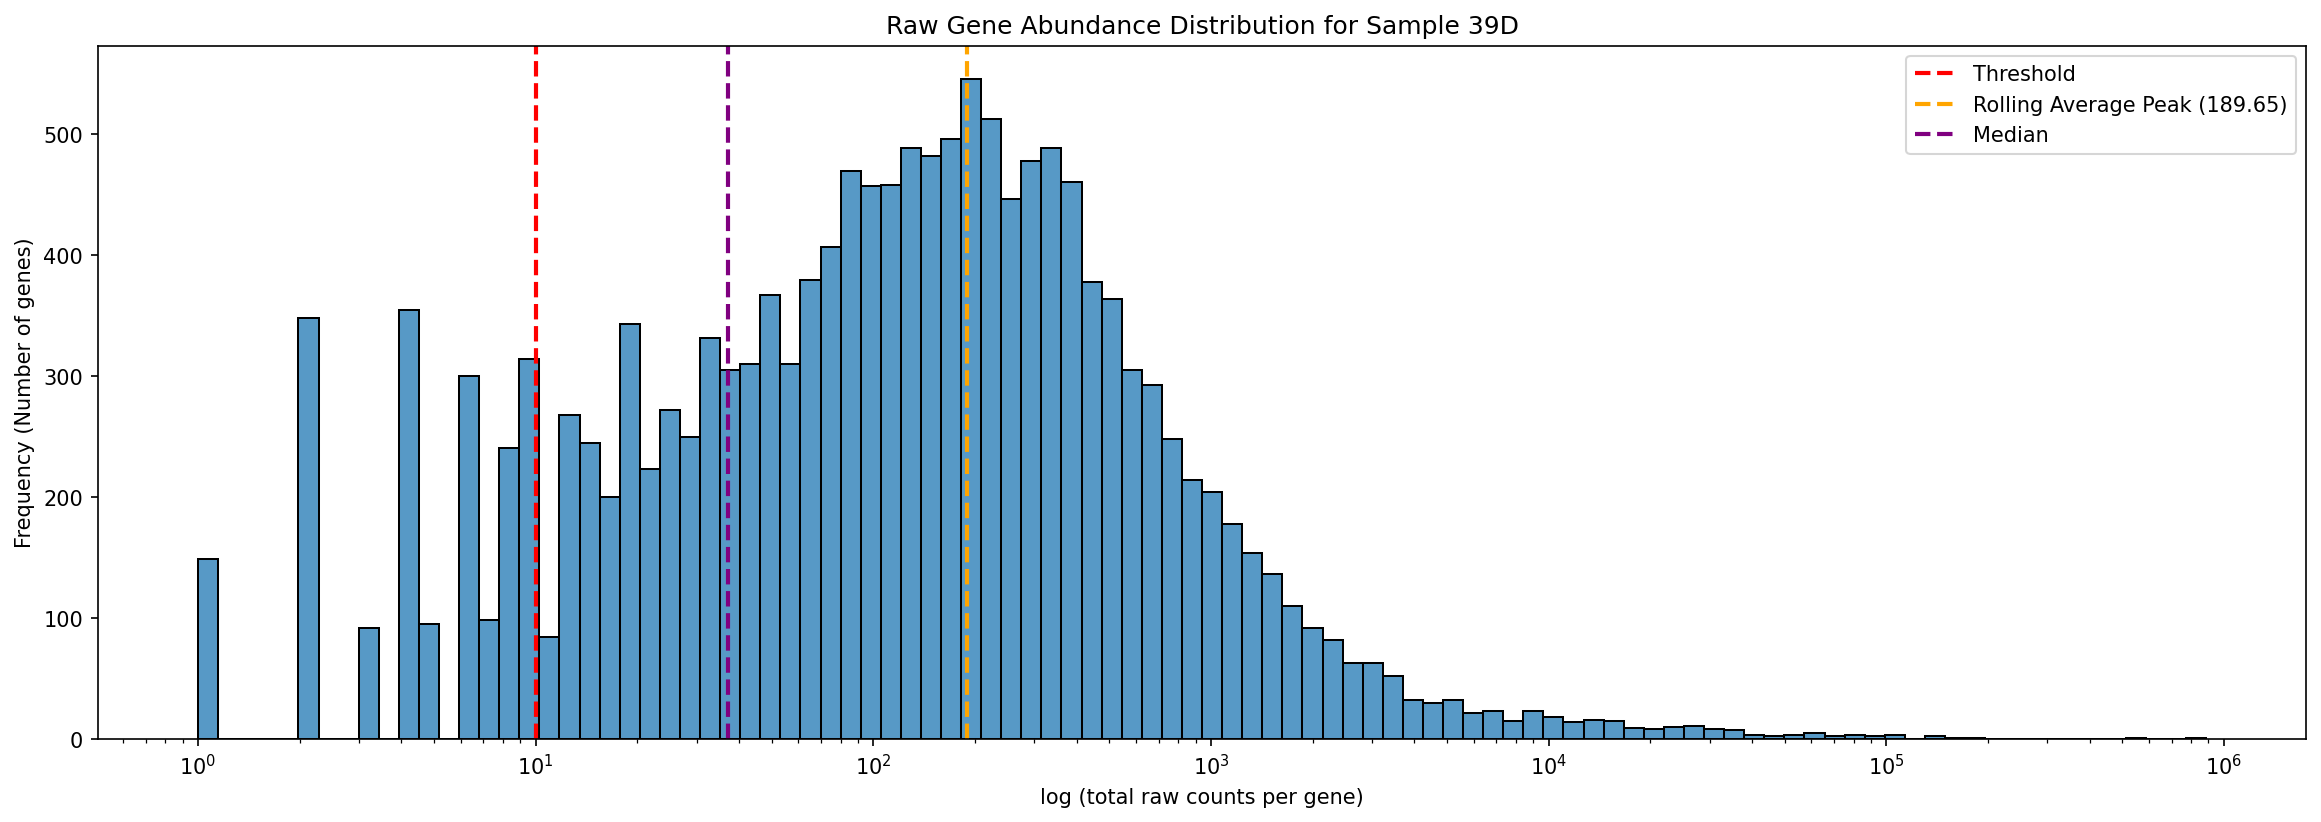 Raw Gene Abundance Distribution for Sample 39D
Threshold
Rolling Average Peak (189.65)
Median
Frequency (Number of genes)
500
400
300
200
100
0
10⁰ 10¹ 10² 10³ 10⁴ 10⁵ 10⁶
log (total raw counts per gene)